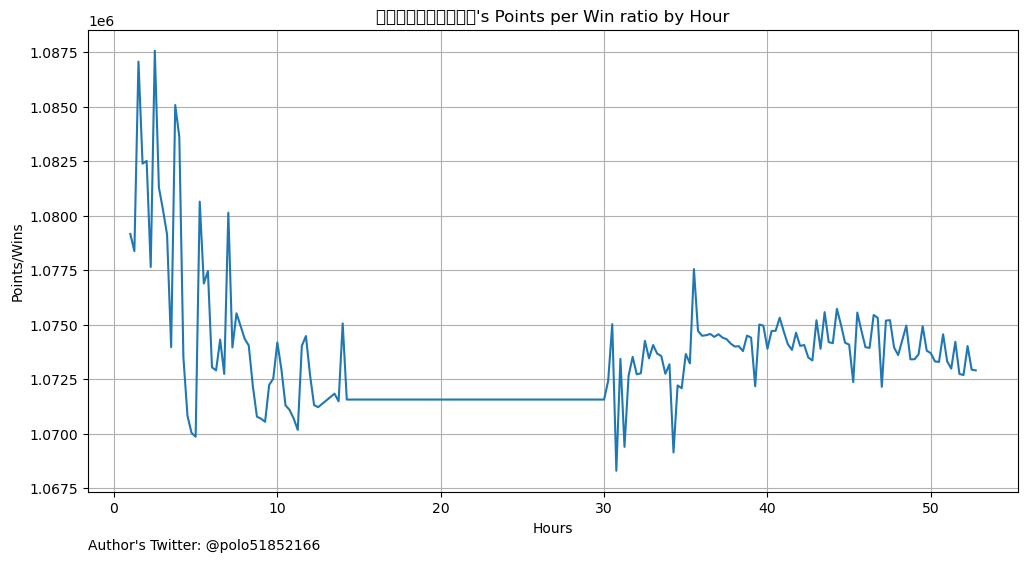 's Points per Win ratio by Hour
1e6
1.0875
1.0850
1.0825
1.0800
1.0775
1.0750
1.0725
1.0700
1.0675
Points/Wins
0 10 20 30 40 50
Hours
Author's Twitter: @polo51852166